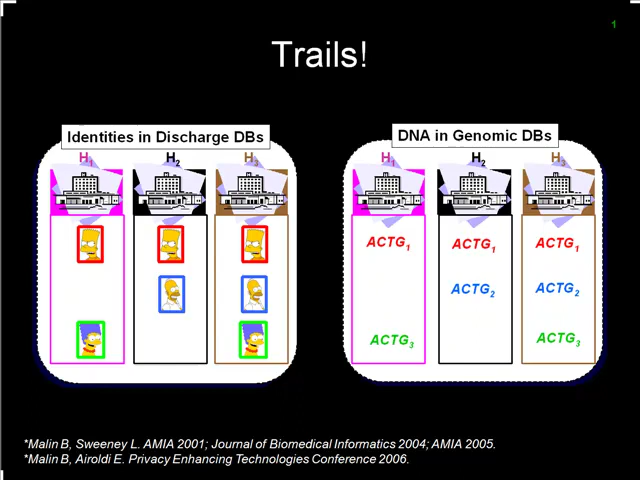 1
Trails!
Identities in Discharge DBs
DNA in Genomic DBs
H1 H2 H3
H1 H2 H3
ACTG1 ACTG1 ACTG1
ACTG2 ACTG2
ACTG3 ACTG3
*Malin B, Sweeney L. AMIA 2001; Journal of Biomedical Informatics 2004; AMIA 2005.
*Malin B, Airoldi E. Privacy Enhancing Technologies Conference 2006.